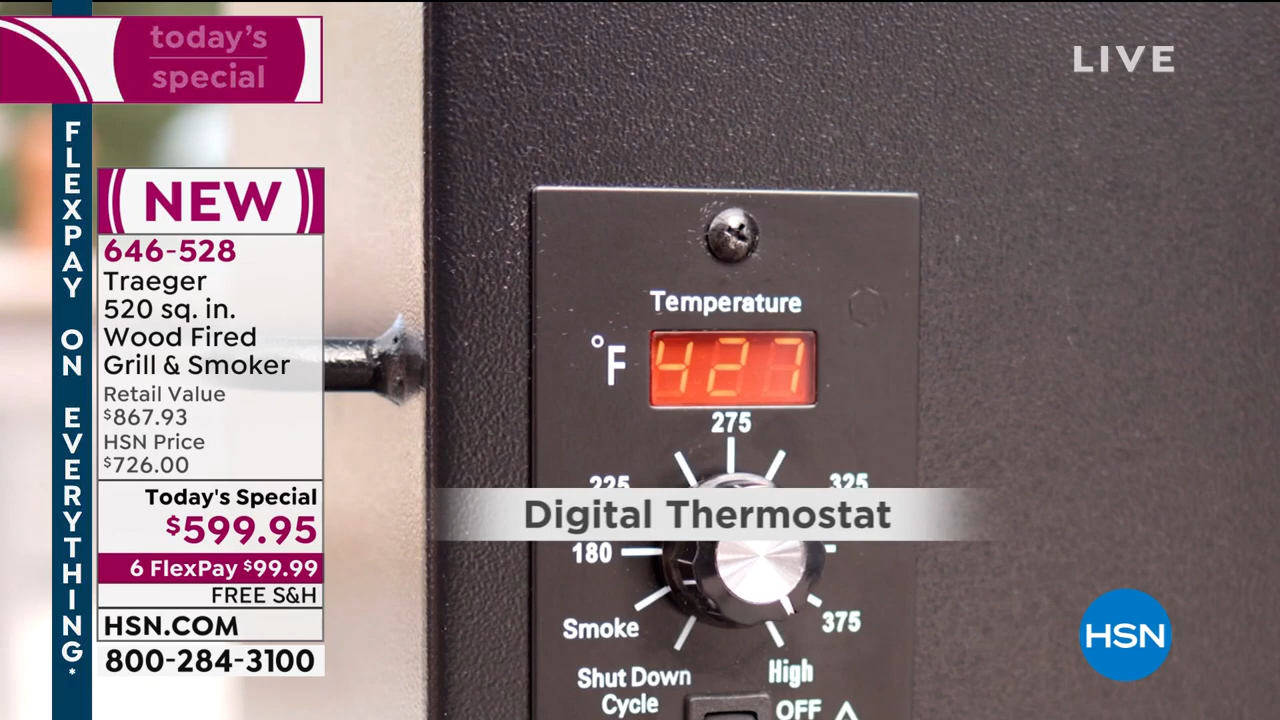 today's
special
LIVE
FLEXPAY ON EVERYTHING.*
NEW
646-528
Traeger
520 sq. in.
Wood Fired
Grill & Smoker
Retail Value
$867.93
HSN Price
$726.00
Today's Special
$599.95
6 FlexPay $99.99
FREE S&H
HSN.COM
800-284-3100
Temperature
°F
427
275
225
325
Digital Thermostat
180
375
Smoke
High
Shut Down
Cycle
OFF
HSN